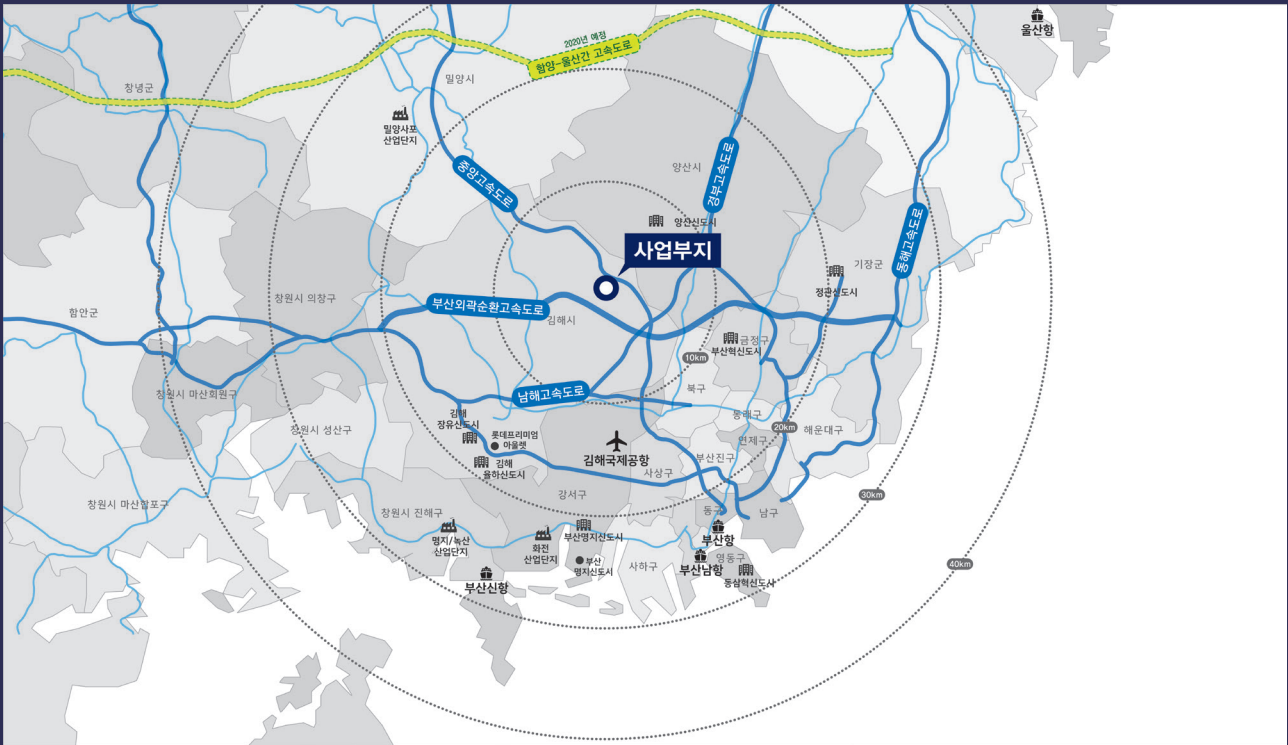 울산항
2020년 예정
함양-울산간 고속도로
밀양시
창녕군
밀양사포
산업단지
경부고속도로
양산시
중앙고속도로
양산신도시
동해고속도로
사업부지
기장군
정관신도시
창원시 의창구
부산외곽순환고속도로
함안군
김해시
금정구
부산혁신도시
10km
북구
남해고속도로
창원시 마산회원구
김해
장유신도시
동래구
20km
해운대구
창원시 성산구
롯데프리미엄
아울렛
연제구
김해국제공항
부산진구
김해
율하신도시
사상구
강서구
30km
창원시 마산합포구
창원시 진해구
동구
남구
명지/녹산
산업단지
화전
산업단지
부산명지신도시
부산항
부산
명지신도시
사하구
부산남항
영동구
40km
동삼혁신도시
부산신항